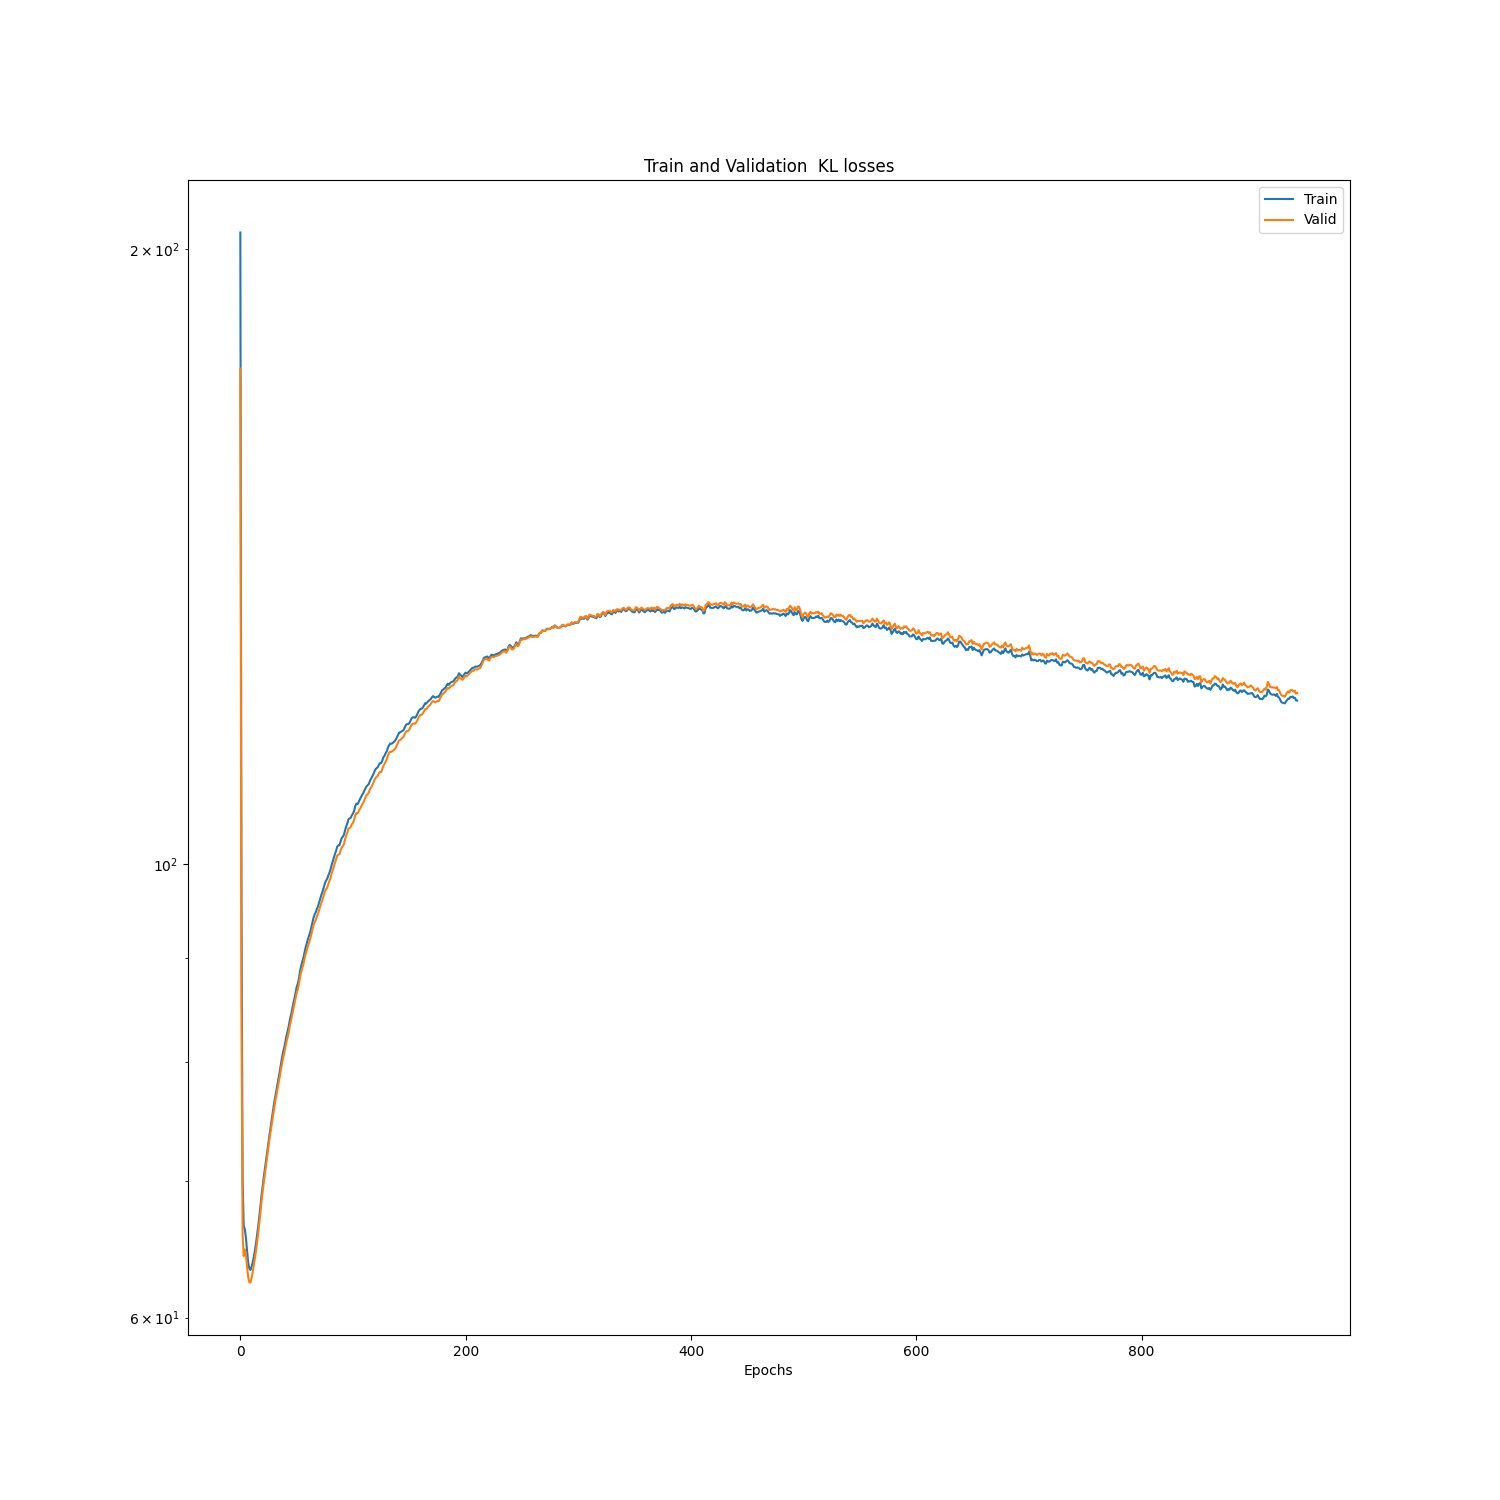 Train and Validation  KL losses
Train
Valid
2 × 10²
10²
6 × 10¹
0 200 400 600 800
Epochs